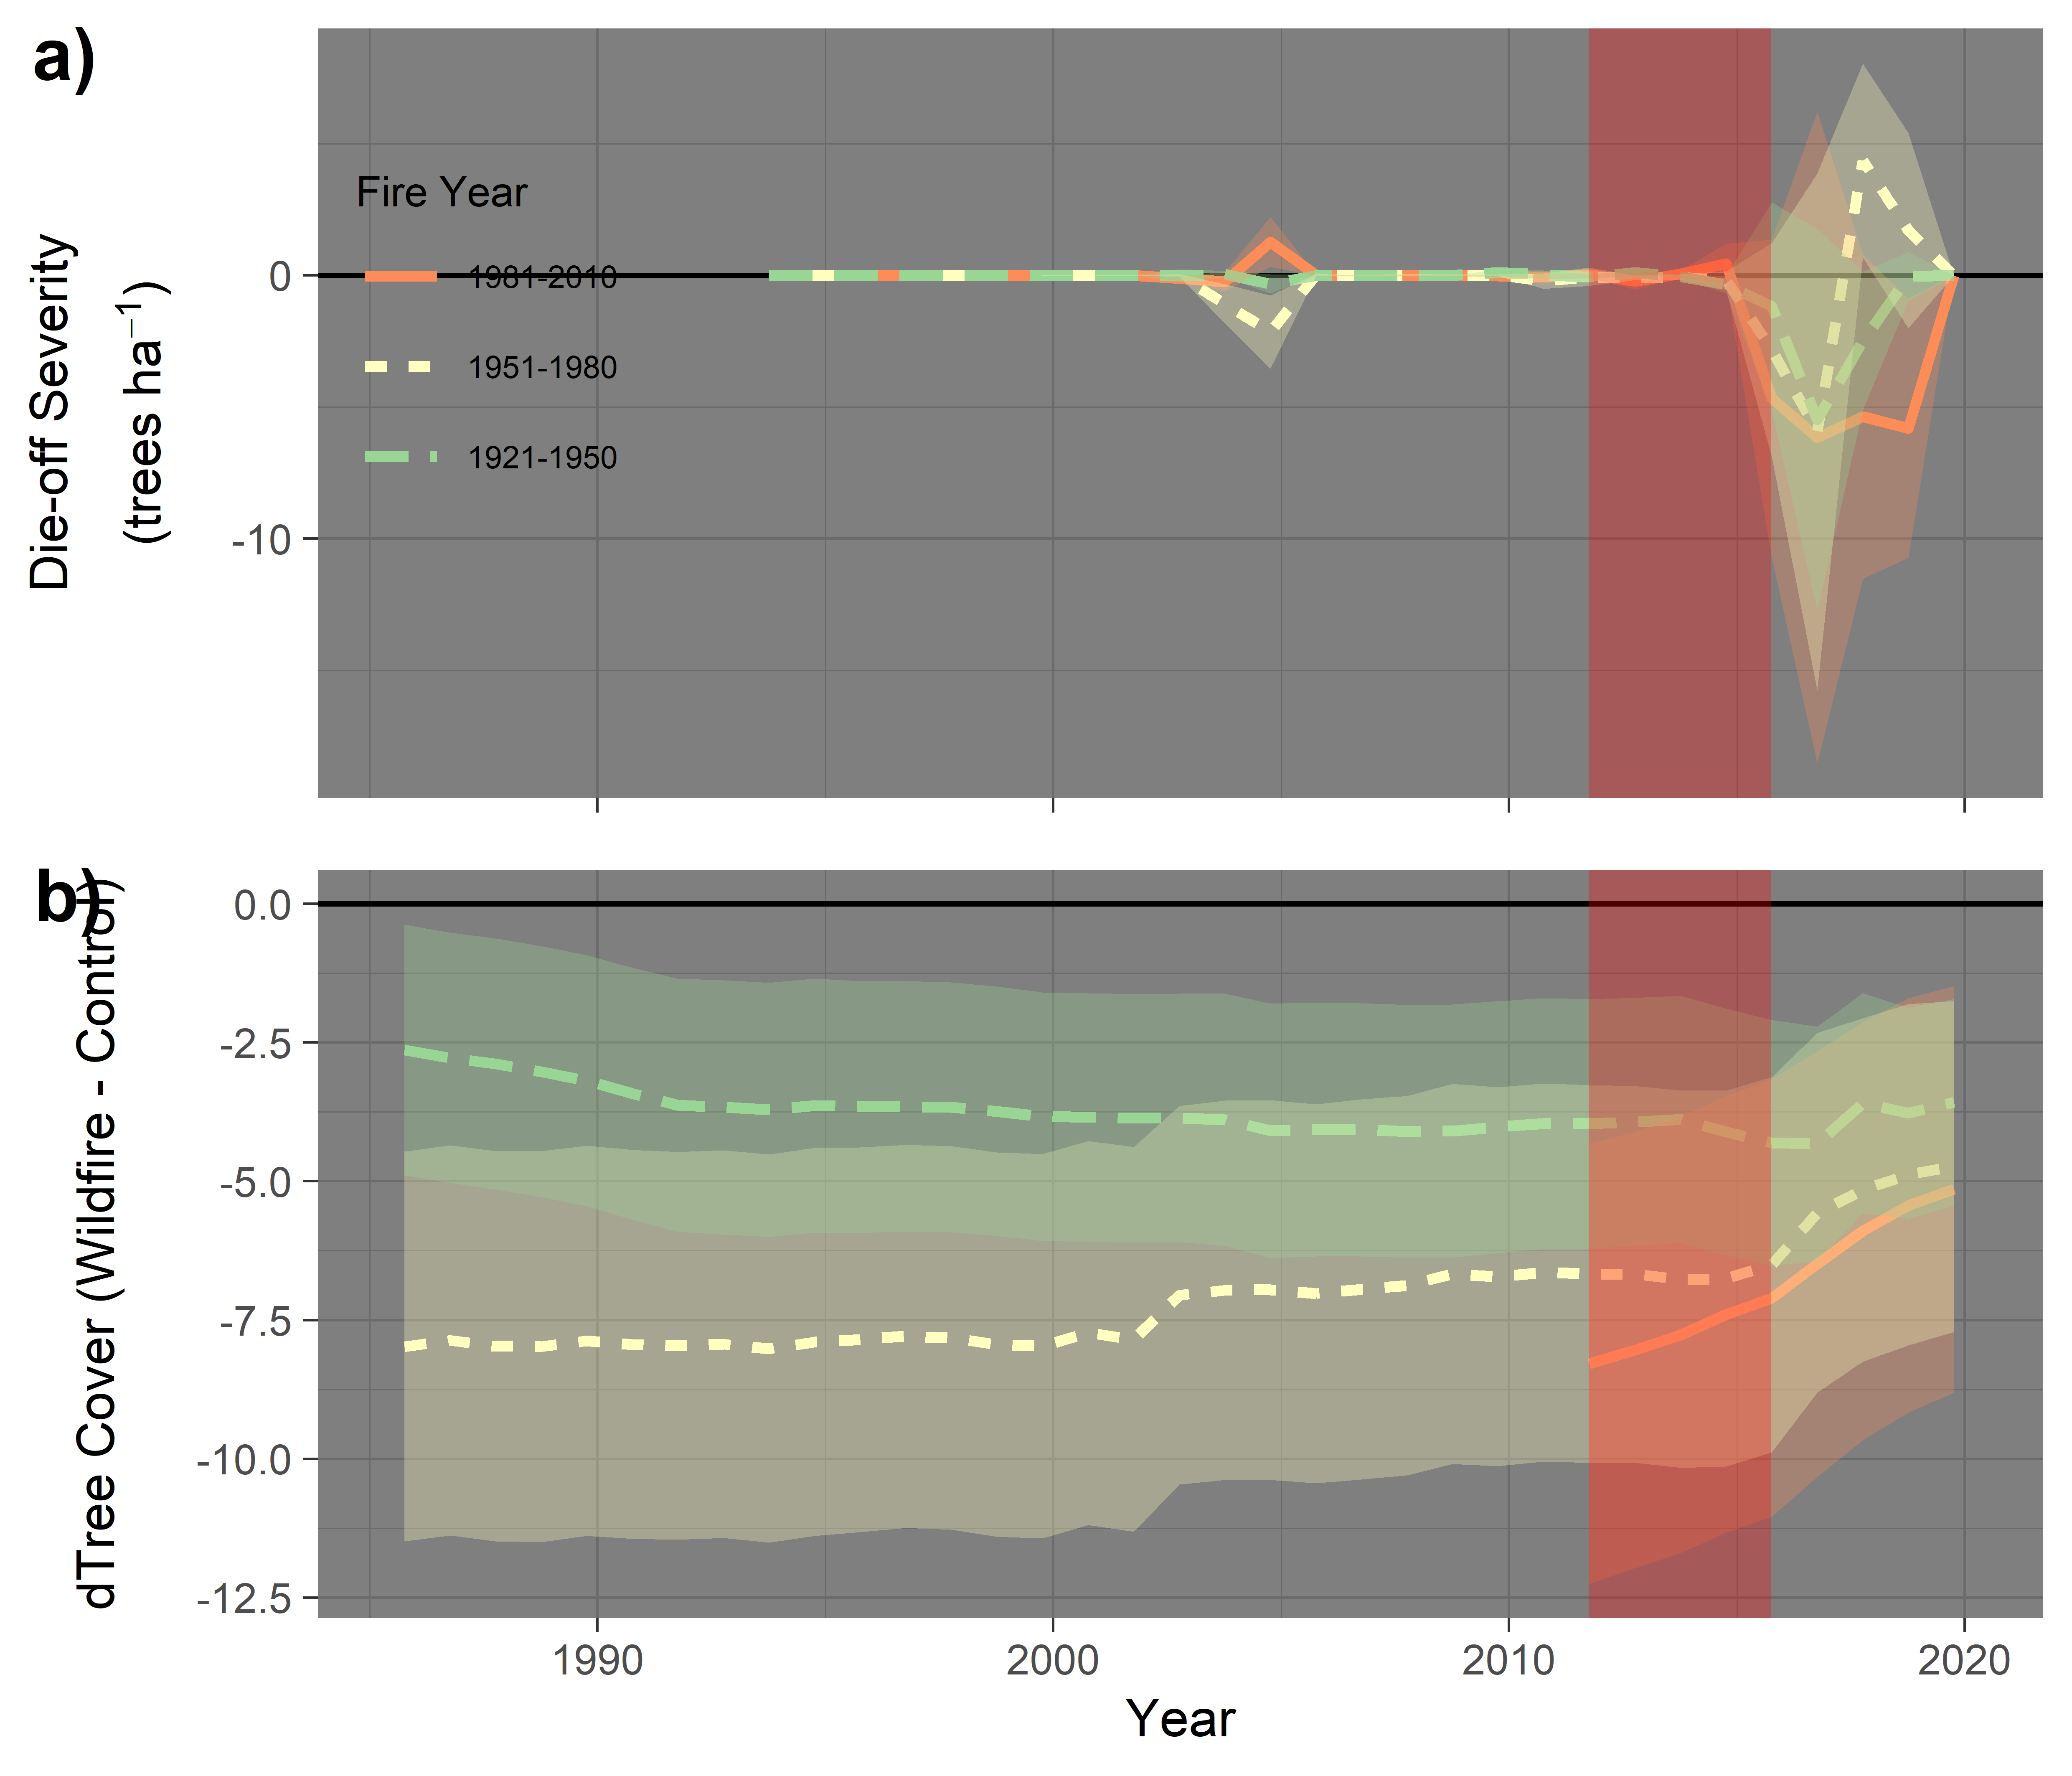 a)
Die-off Severity
(trees ha⁻¹)
0
-10
Fire Year
1981-2010
1951-1980
1921-1950
b)
dTree Cover (Wildfire - Control)
0.0
-2.5
-5.0
-7.5
-10.0
-12.5
1990
2000
2010
2020
Year